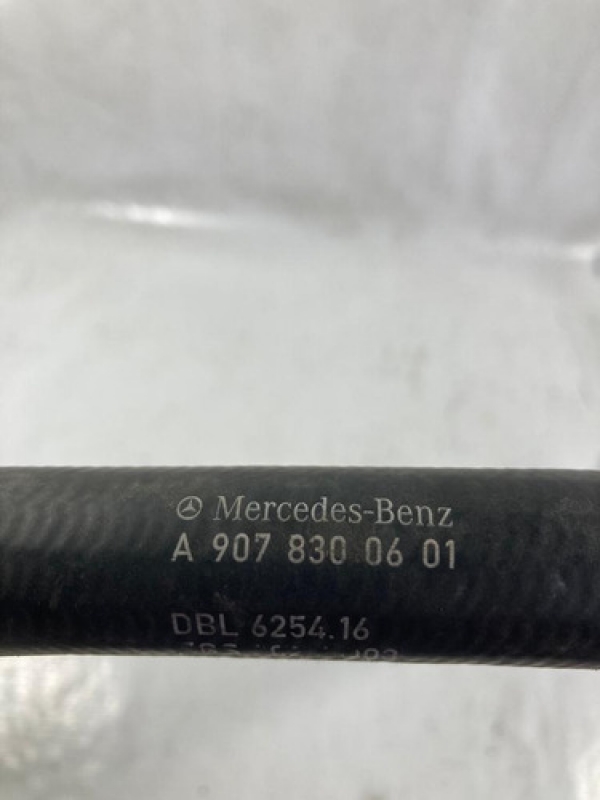 Mercedes-Benz
A 907 830 06 01
DBL 6254.16